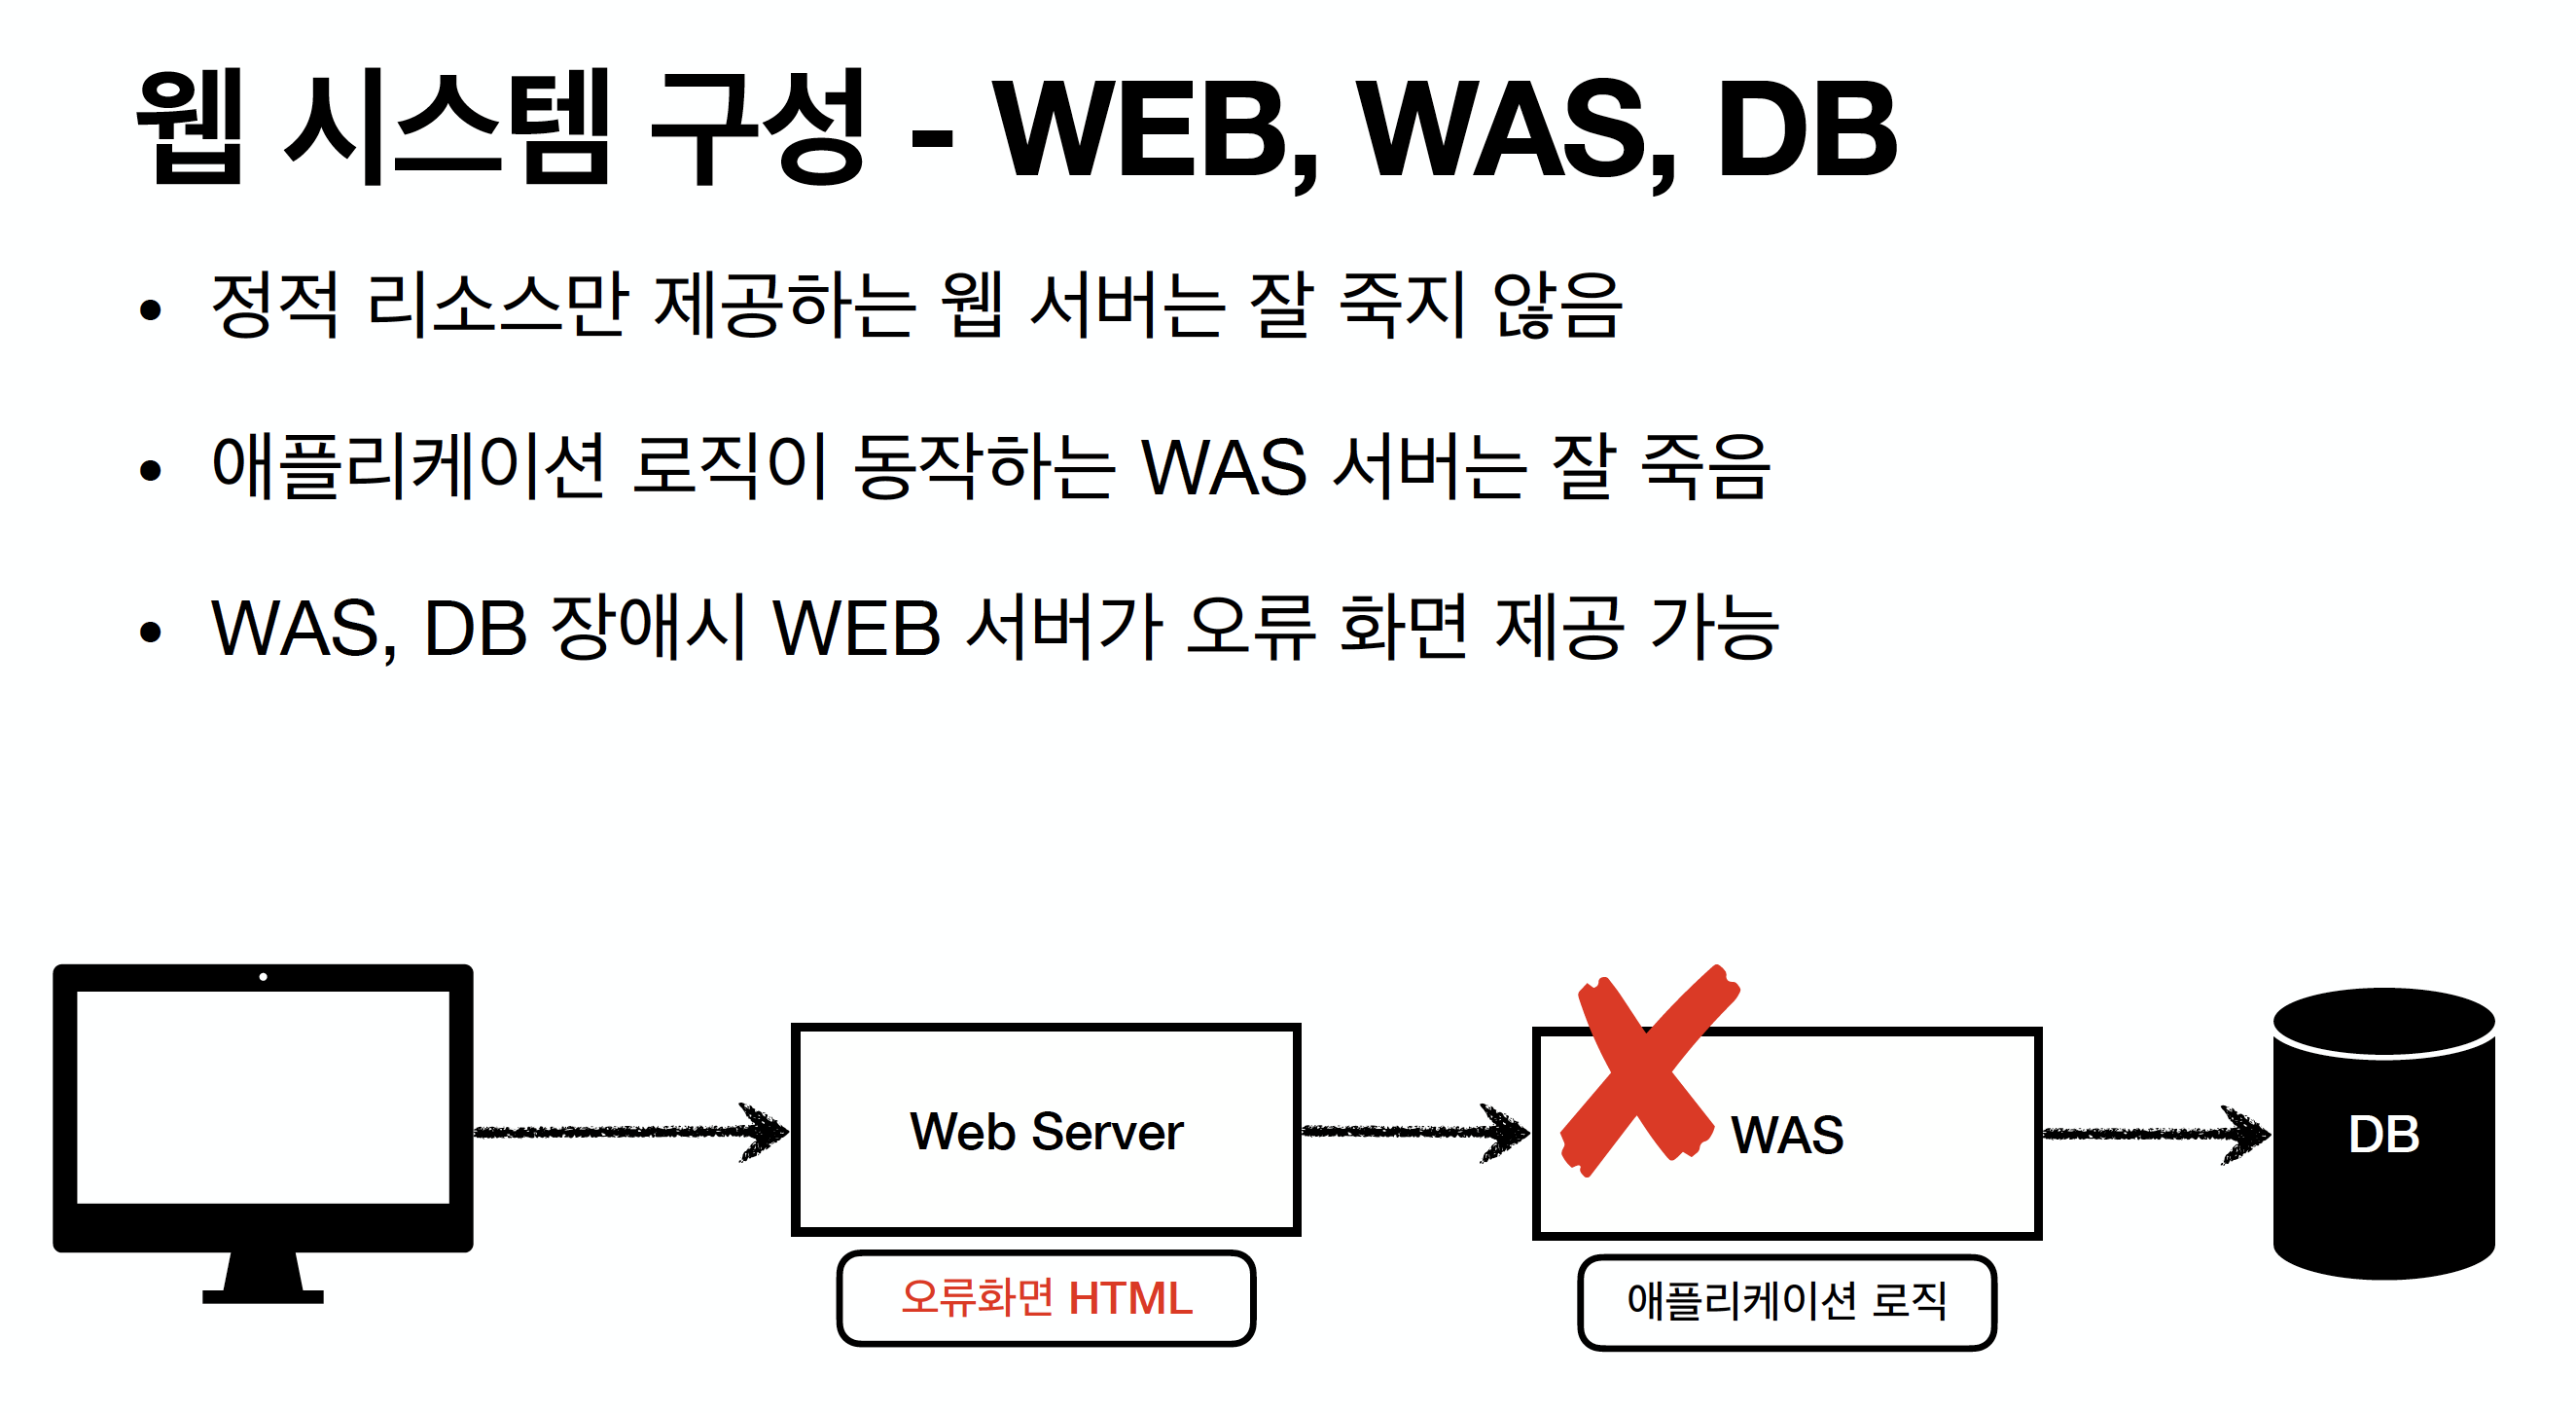 웹 시스템 구성 - WEB, WAS, DB
• 정적 리소스만 제공하는 웹 서버는 잘 죽지 않음
• 애플리케이션 로직이 동작하는 WAS 서버는 잘 죽음
• WAS, DB 장애시 WEB 서버가 오류 화면 제공 가능
Web Server
WAS
DB
오류화면 HTML
애플리케이션 로직